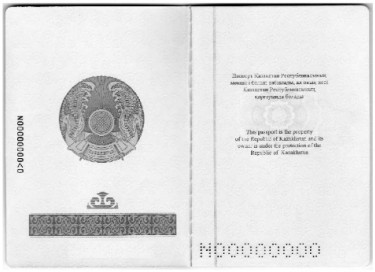 N00000000
Паспорт Қазақстан Республикасының
меншігі болып табылады, ал оның иесі
Қазақстан Республикасының
қорғауында болады
This passport is the property
of the Republic of Kazakhstan and its
owner is under the protection of the
Republic of Kazakhstan
N00000000